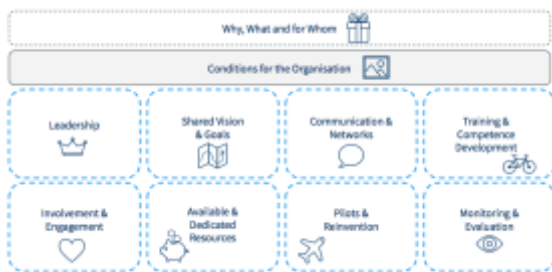 Why, What and for Whom
Conditions for the Organisation
Leadership
Shared Vision
& Goals
Communication &
Networks
Training &
Competence
Development
Involvement &
Engagement
Available &
Dedicated
Resources
Pilots &
Reinvention
Monitoring &
Evaluation